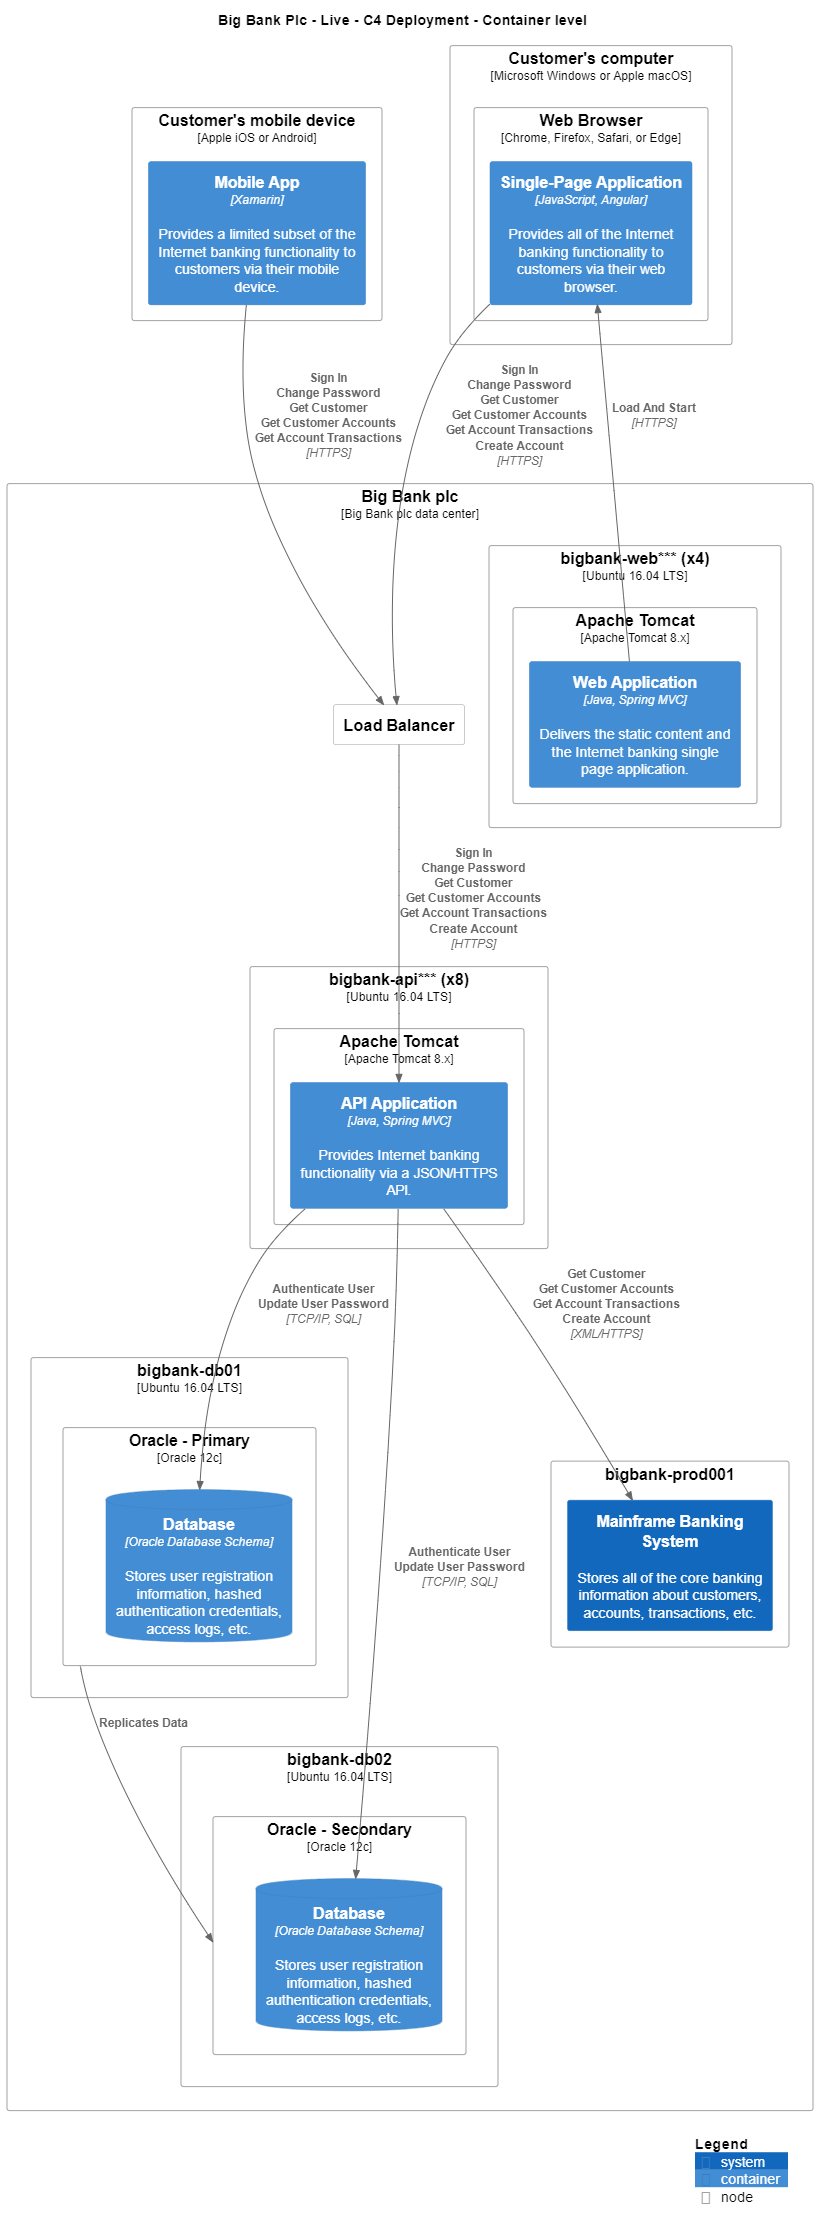 Big Bank Plc - Live - C4 Deployment - Container level
Customer's computer
[Microsoft Windows or Apple macOS]
Customer's mobile device
[Apple iOS or Android]
Web Browser
[Chrome, Firefox, Safari, or Edge]
Mobile App
[Xamarin]
Provides a limited subset of the
Internet banking functionality to
customers via their mobile
device.
Single-Page Application
[JavaScript, Angular]
Provides all of the Internet
banking functionality to
customers via their web
browser.
Sign In
Change Password
Get Customer
Get Customer Accounts
Get Account Transactions
[HTTPS]
Sign In
Change Password
Get Customer
Get Customer Accounts
Get Account Transactions
Create Account
[HTTPS]
Load And Start
[HTTPS]
Big Bank plc
[Big Bank plc data center]
bigbank-web*** (x4)
[Ubuntu 16.04 LTS]
Apache Tomcat
[Apache Tomcat 8.x]
Web Application
[Java, Spring MVC]
Delivers the static content and
the Internet banking single
page application.
Load Balancer
Sign In
Change Password
Get Customer
Get Customer Accounts
Get Account Transactions
Create Account
[HTTPS]
bigbank-api*** (x8)
[Ubuntu 16.04 LTS]
Apache Tomcat
[Apache Tomcat 8.x]
API Application
[Java, Spring MVC]
Provides Internet banking
functionality via a JSON/HTTPS
API.
Authenticate User
Update User Password
[TCP/IP, SQL]
Get Customer
Get Customer Accounts
Get Account Transactions
Create Account
[XML/HTTPS]
bigbank-db01
[Ubuntu 16.04 LTS]
Oracle - Primary
[Oracle 12c]
Database
[Oracle Database Schema]
Stores user registration
information, hashed
authentication credentials,
access logs, etc.
Authenticate User
Update User Password
[TCP/IP, SQL]
bigbank-prod001
Mainframe Banking
System
Stores all of the core banking
information about customers,
accounts, transactions, etc.
Replicates Data
bigbank-db02
[Ubuntu 16.04 LTS]
Oracle - Secondary
[Oracle 12c]
Database
[Oracle Database Schema]
Stores user registration
information, hashed
authentication credentials,
access logs, etc.
Legend
system
container
node